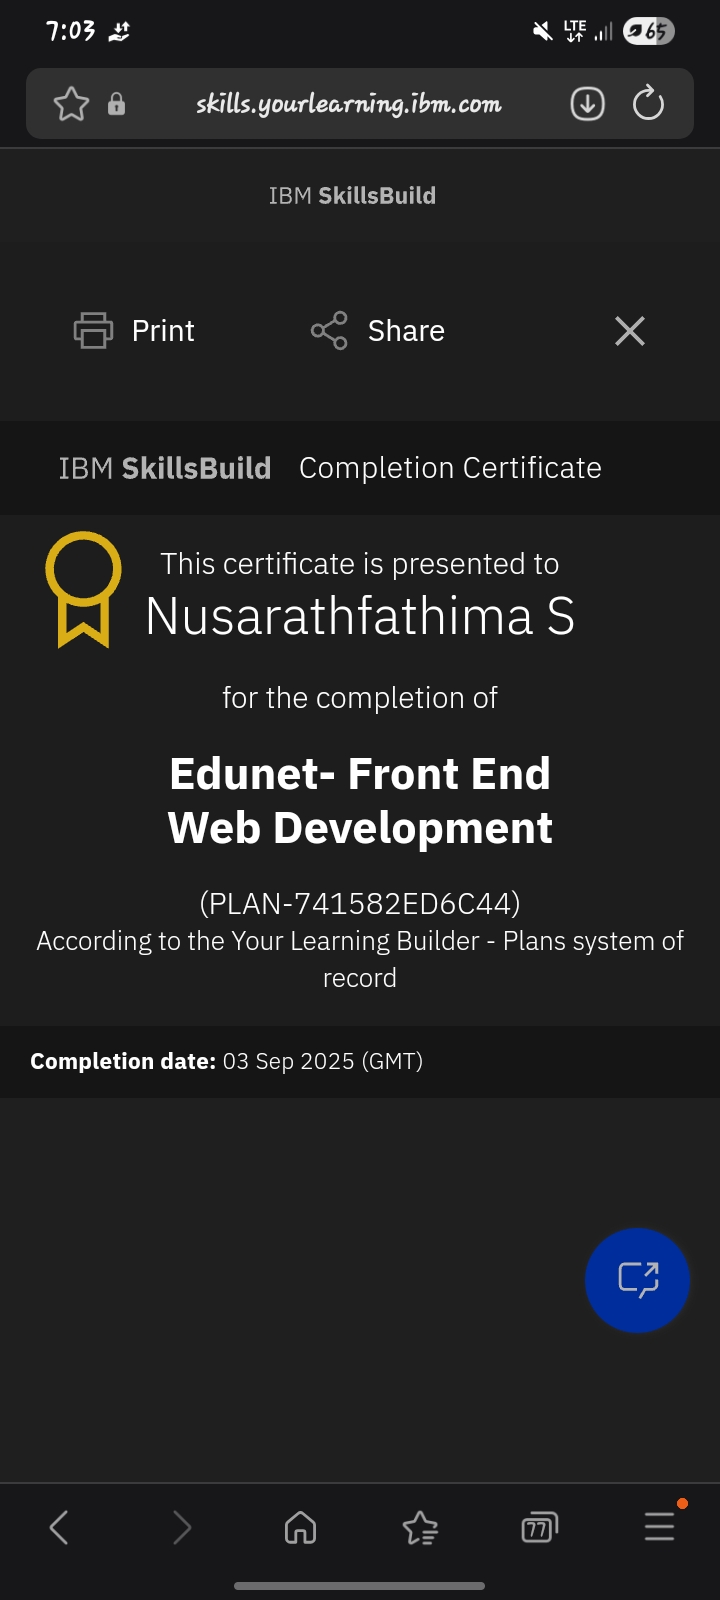 7:03
LTE
65
skills.yourlearning.ibm.com
IBM SkillsBuild
Print
Share
IBM SkillsBuild Completion Certificate
This certificate is presented to
Nusarathfathima S
for the completion of
Edunet- Front End
Web Development
(PLAN-741582ED6C44)
According to the Your Learning Builder - Plans system of
record
Completion date: 03 Sep 2025 (GMT)
77